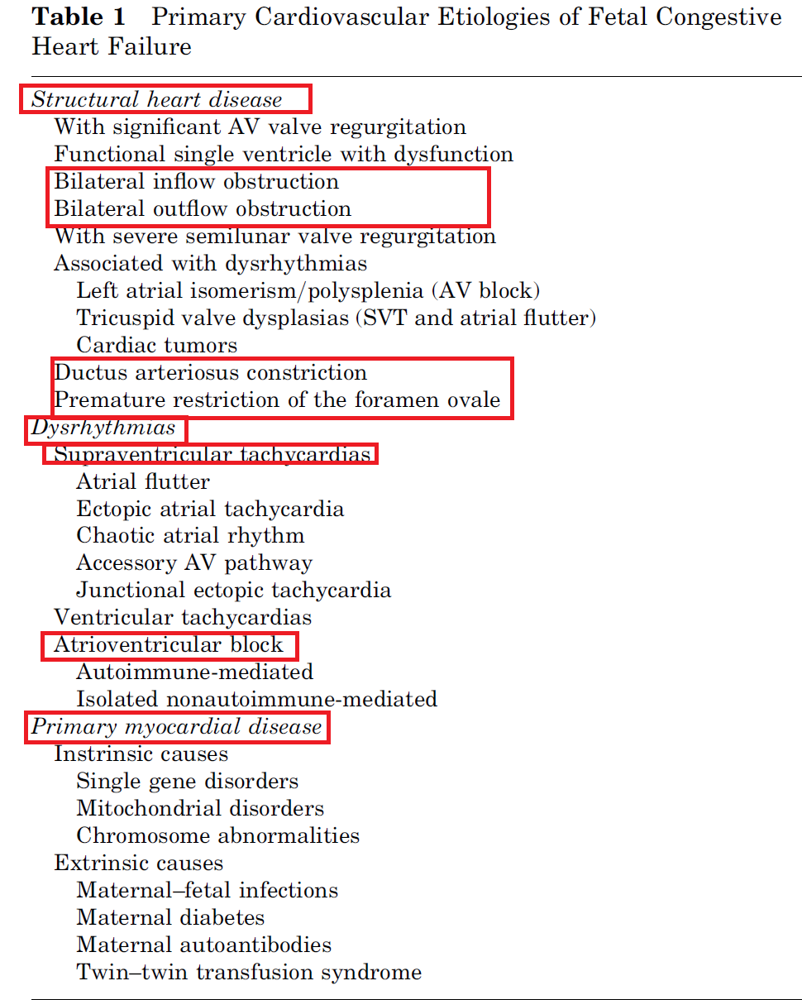 Table 1 Primary Cardiovascular Etiologies of Fetal Congestive
Heart Failure
Structural heart disease
With significant AV valve regurgitation
Functional single ventricle with dysfunction
Bilateral inflow obstruction
Bilateral outflow obstruction
With severe semilunar valve regurgitation
Associated with dysrhythmias
Left atrial isomerism/polysplenia (AV block)
Tricuspid valve dysplasias (SVT and atrial flutter)
Cardiac tumors
Ductus arteriosus constriction
Premature restriction of the foramen ovale
Dysrhythmias
Supraventricular tachycardias
Atrial flutter
Ectopic atrial tachycardia
Chaotic atrial rhythm
Accessory AV pathway
Junctional ectopic tachycardia
Ventricular tachycardias
Atrioventricular block
Autoimmune-mediated
Isolated nonautoimmune-mediated
Primary myocardial disease
Instrinsic causes
Single gene disorders
Mitochondrial disorders
Chromosome abnormalities
Extrinsic causes
Maternal–fetal infections
Maternal diabetes
Maternal autoantibodies
Twin–twin transfusion syndrome